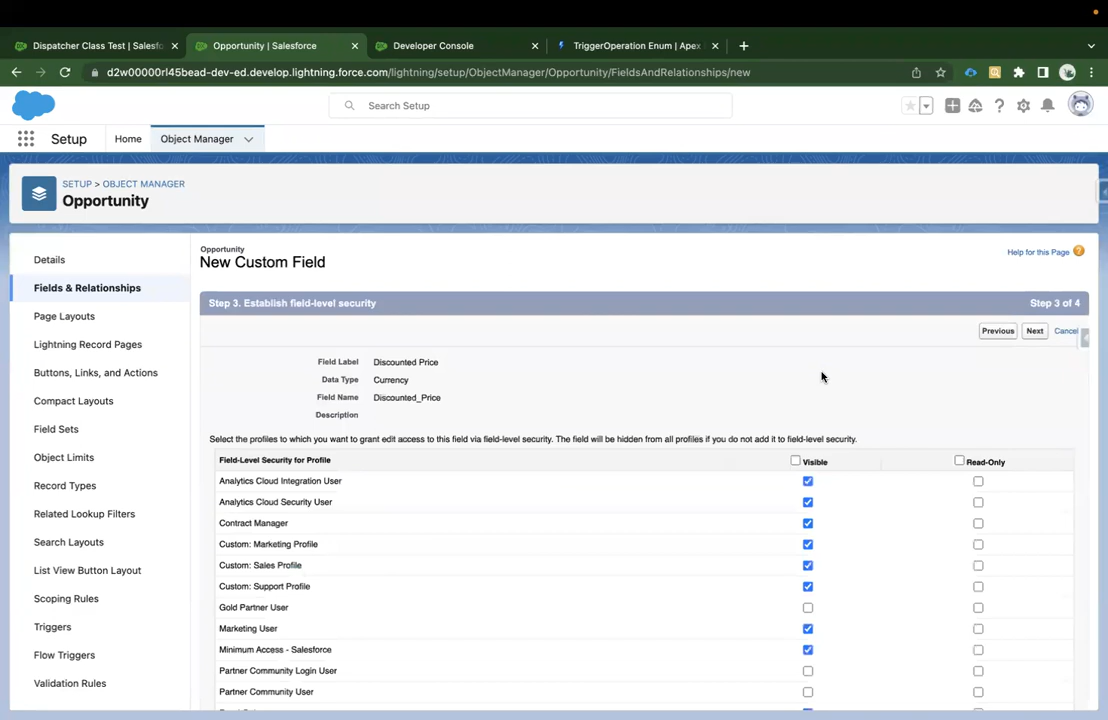 Dispatcher Class Test | Salesfo
Opportunity | Salesforce
Developer Console
TriggerOperation Enum | Apex
d2w00000rl45bead-dev-ed.develop.lightning.force.com/lightning/setup/ObjectManager/Opportunity/FieldsAndRelationships/new
Search Setup
Setup
Home
Object Manager
SETUP > OBJECT MANAGER
Opportunity
Details
Fields & Relationships
Page Layouts
Lightning Record Pages
Buttons, Links, and Actions
Compact Layouts
Field Sets
Object Limits
Record Types
Related Lookup Filters
Search Layouts
List View Button Layout
Scoping Rules
Triggers
Flow Triggers
Validation Rules
Opportunity
New Custom Field
Help for this Page
Step 3. Establish field-level security
Step 3 of 4
Previous
Next
Cancel
Field Label Discounted Price
Data Type Currency
Field Name Discounted_Price
Description
Select the profiles to which you want to grant edit access to this field via field-level security. The field will be hidden from all profiles if you do not add it to field-level security.
Field-Level Security for Profile Visible Read-Only
Analytics Cloud Integration User
Analytics Cloud Security User
Contract Manager
Custom: Marketing Profile
Custom: Sales Profile
Custom: Support Profile
Gold Partner User
Marketing User
Minimum Access - Salesforce
Partner Community Login User
Partner Community User